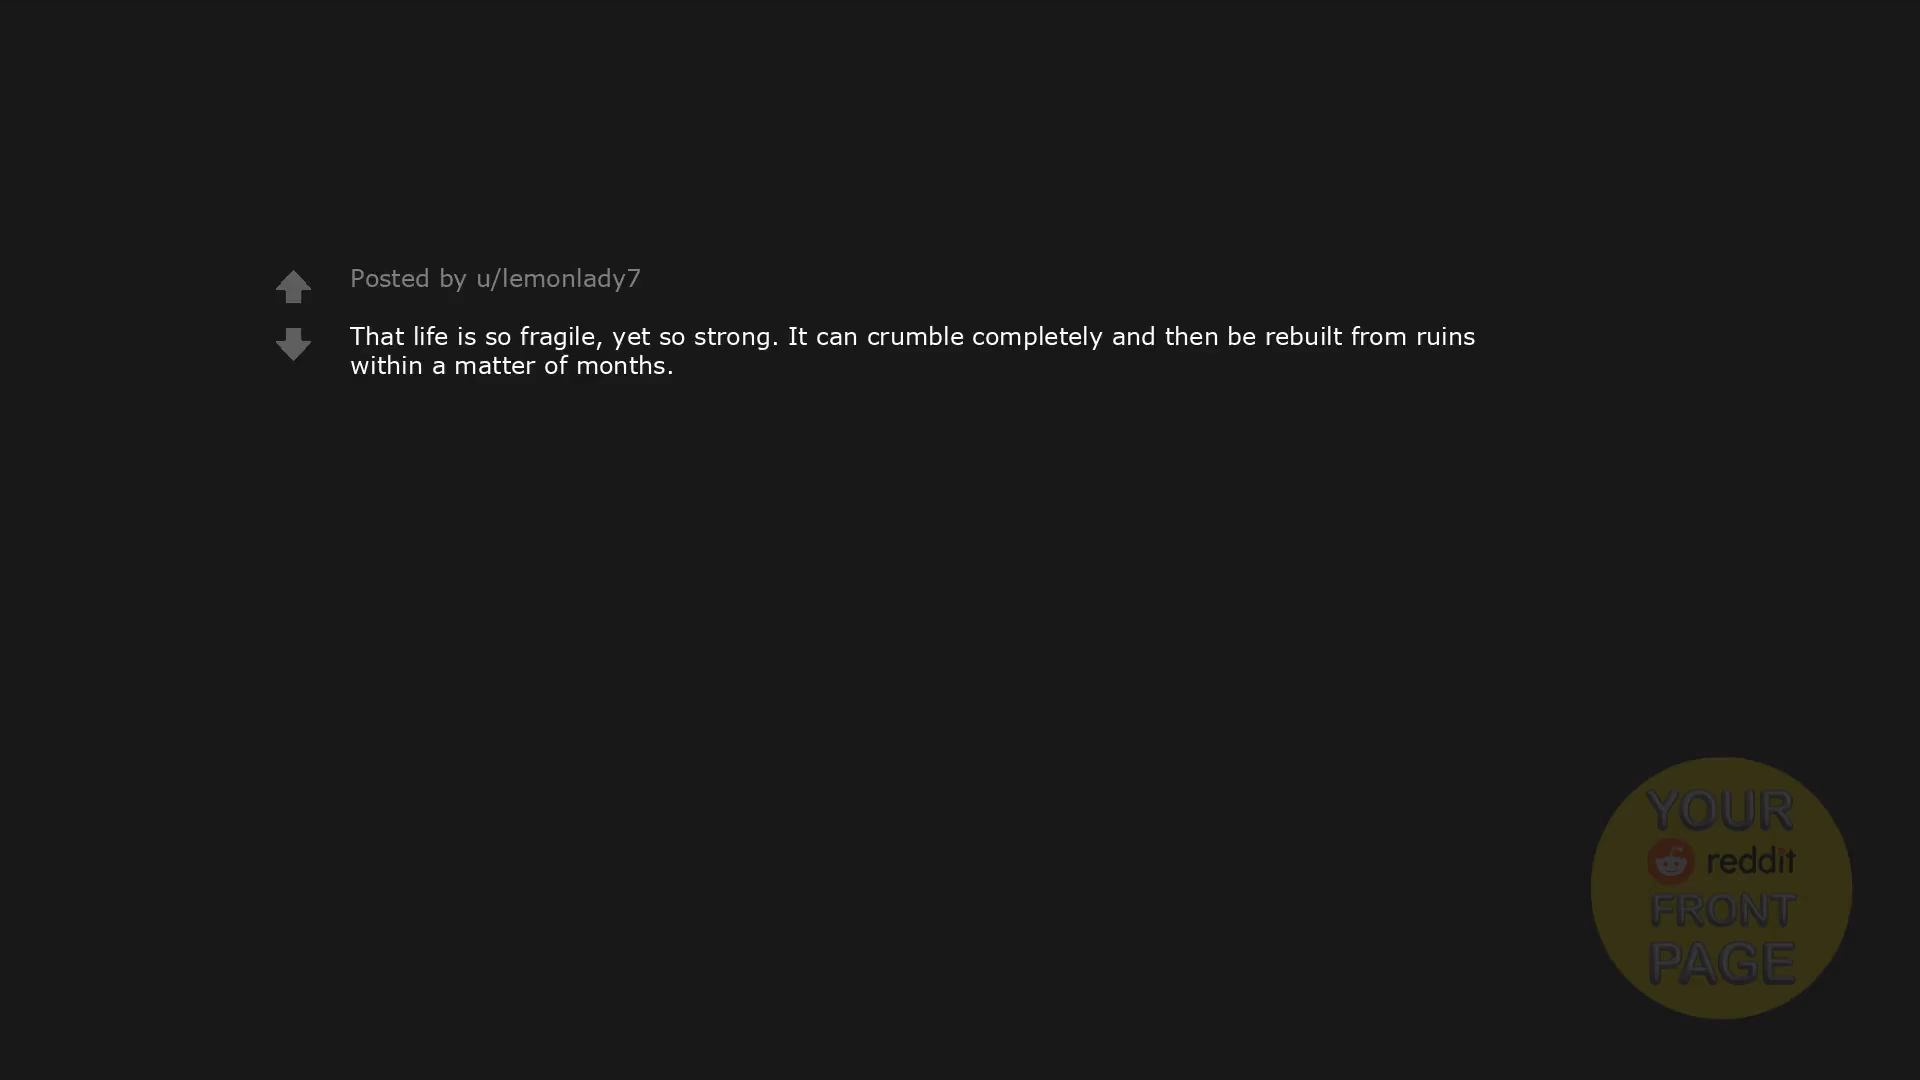 Posted by u/lemonlady7
That life is so fragile, yet so strong. It can crumble completely and then be rebuilt from ruins
within a matter of months.
YOUR
reddit
FRONT
PAGE